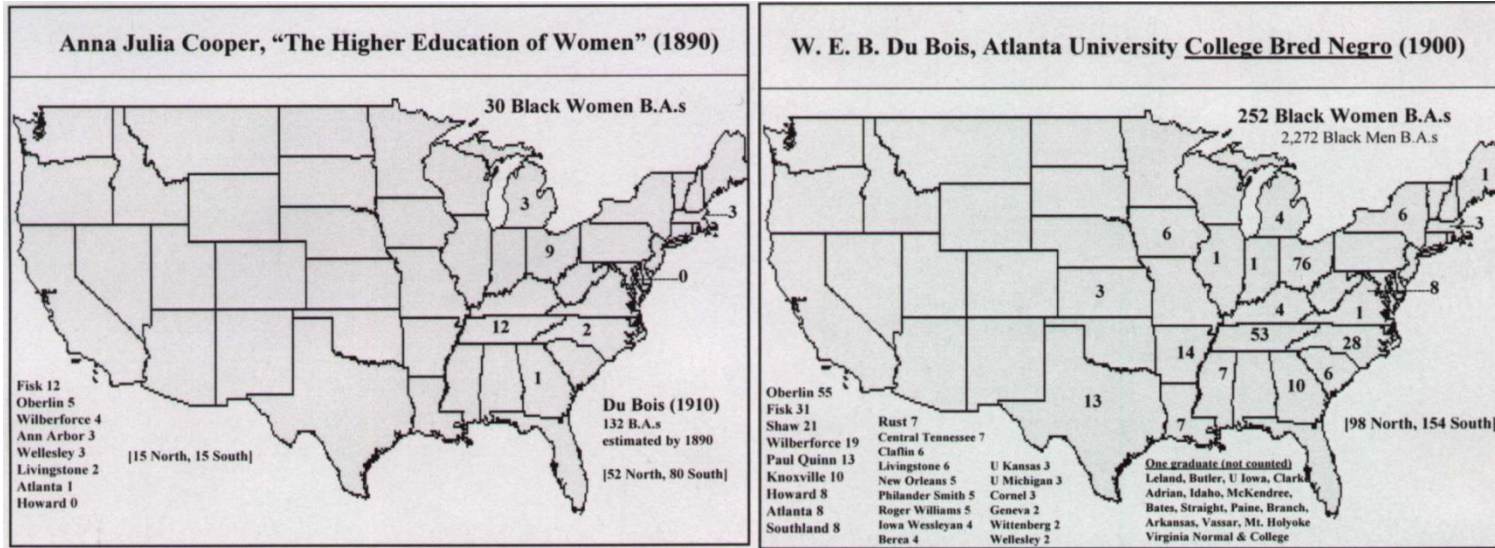 Anna Julia Cooper, “The Higher Education of Women” (1890)
30 Black Women B.A.s
3
3
9
0
12
2
1
Fisk 12
Oberlin 5
Wilberforce 4
Ann Arbor 3
Wellesley 3
Livingstone 2
Atlanta 1
Howard 0
[15 North, 15 South]
Du Bois (1910)
132 B.A.s
estimated by 1890
[52 North, 80 South]
W. E. B. Du Bois, Atlanta University College Bred Negro (1900)
252 Black Women B.A.s
2,272 Black Men B.A.s
1
4
6
3
6
1
1
76
3
8
4
1
53
28
14
7
10
6
13
7
[98 North, 154 South]
Oberlin 55
Fisk 31
Shaw 21
Wilberforce 19
Paul Quinn 13
Knoxville 10
Howard 8
Atlanta 8
Southland 8
Rust 7
Central Tennessee 7
Claflin 6
Livingstone 6
New Orleans 5
Philander Smith 5
Roger Williams 5
Iowa Wessleyan 4
Berea 4
U Kansas 3
U Michigan 3
Cornel 3
Geneva 2
Wittenberg 2
Wellesley 2
One graduate (not counted)
Leland, Butler, U Iowa, Clark
Adrian, Idaho, McKendree,
Bates, Straight, Paine, Branch,
Arkansas, Vassar, Mt. Holyoke
Virginia Normal & College